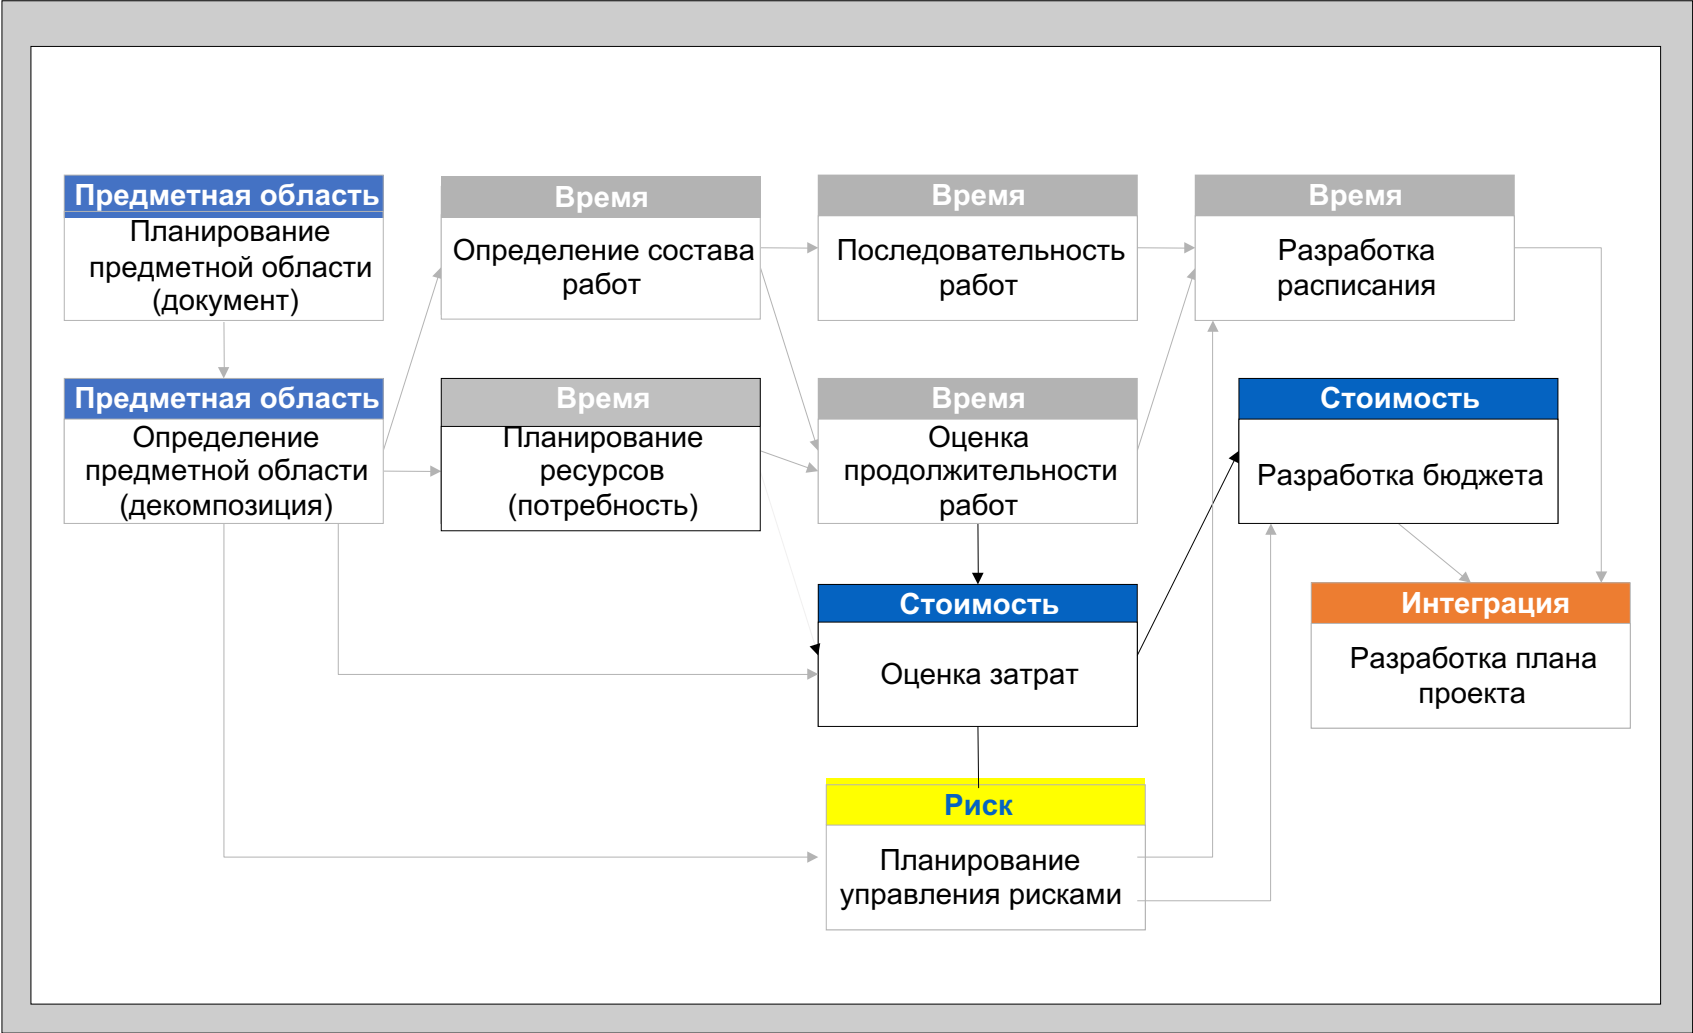 Предметная область
Планирование
предметной области
(документ)
Время
Определение состава
работ
Время
Последовательность
работ
Время
Разработка
расписания
Предметная область
Определение
предметной области
(декомпозиция)
Время
Планирование
ресурсов
(потребность)
Время
Оценка
продолжительности
работ
Стоимость
Разработка бюджета
Стоимость
Оценка затрат
Интеграция
Разработка плана
проекта
Риск
Планирование
управления рисками